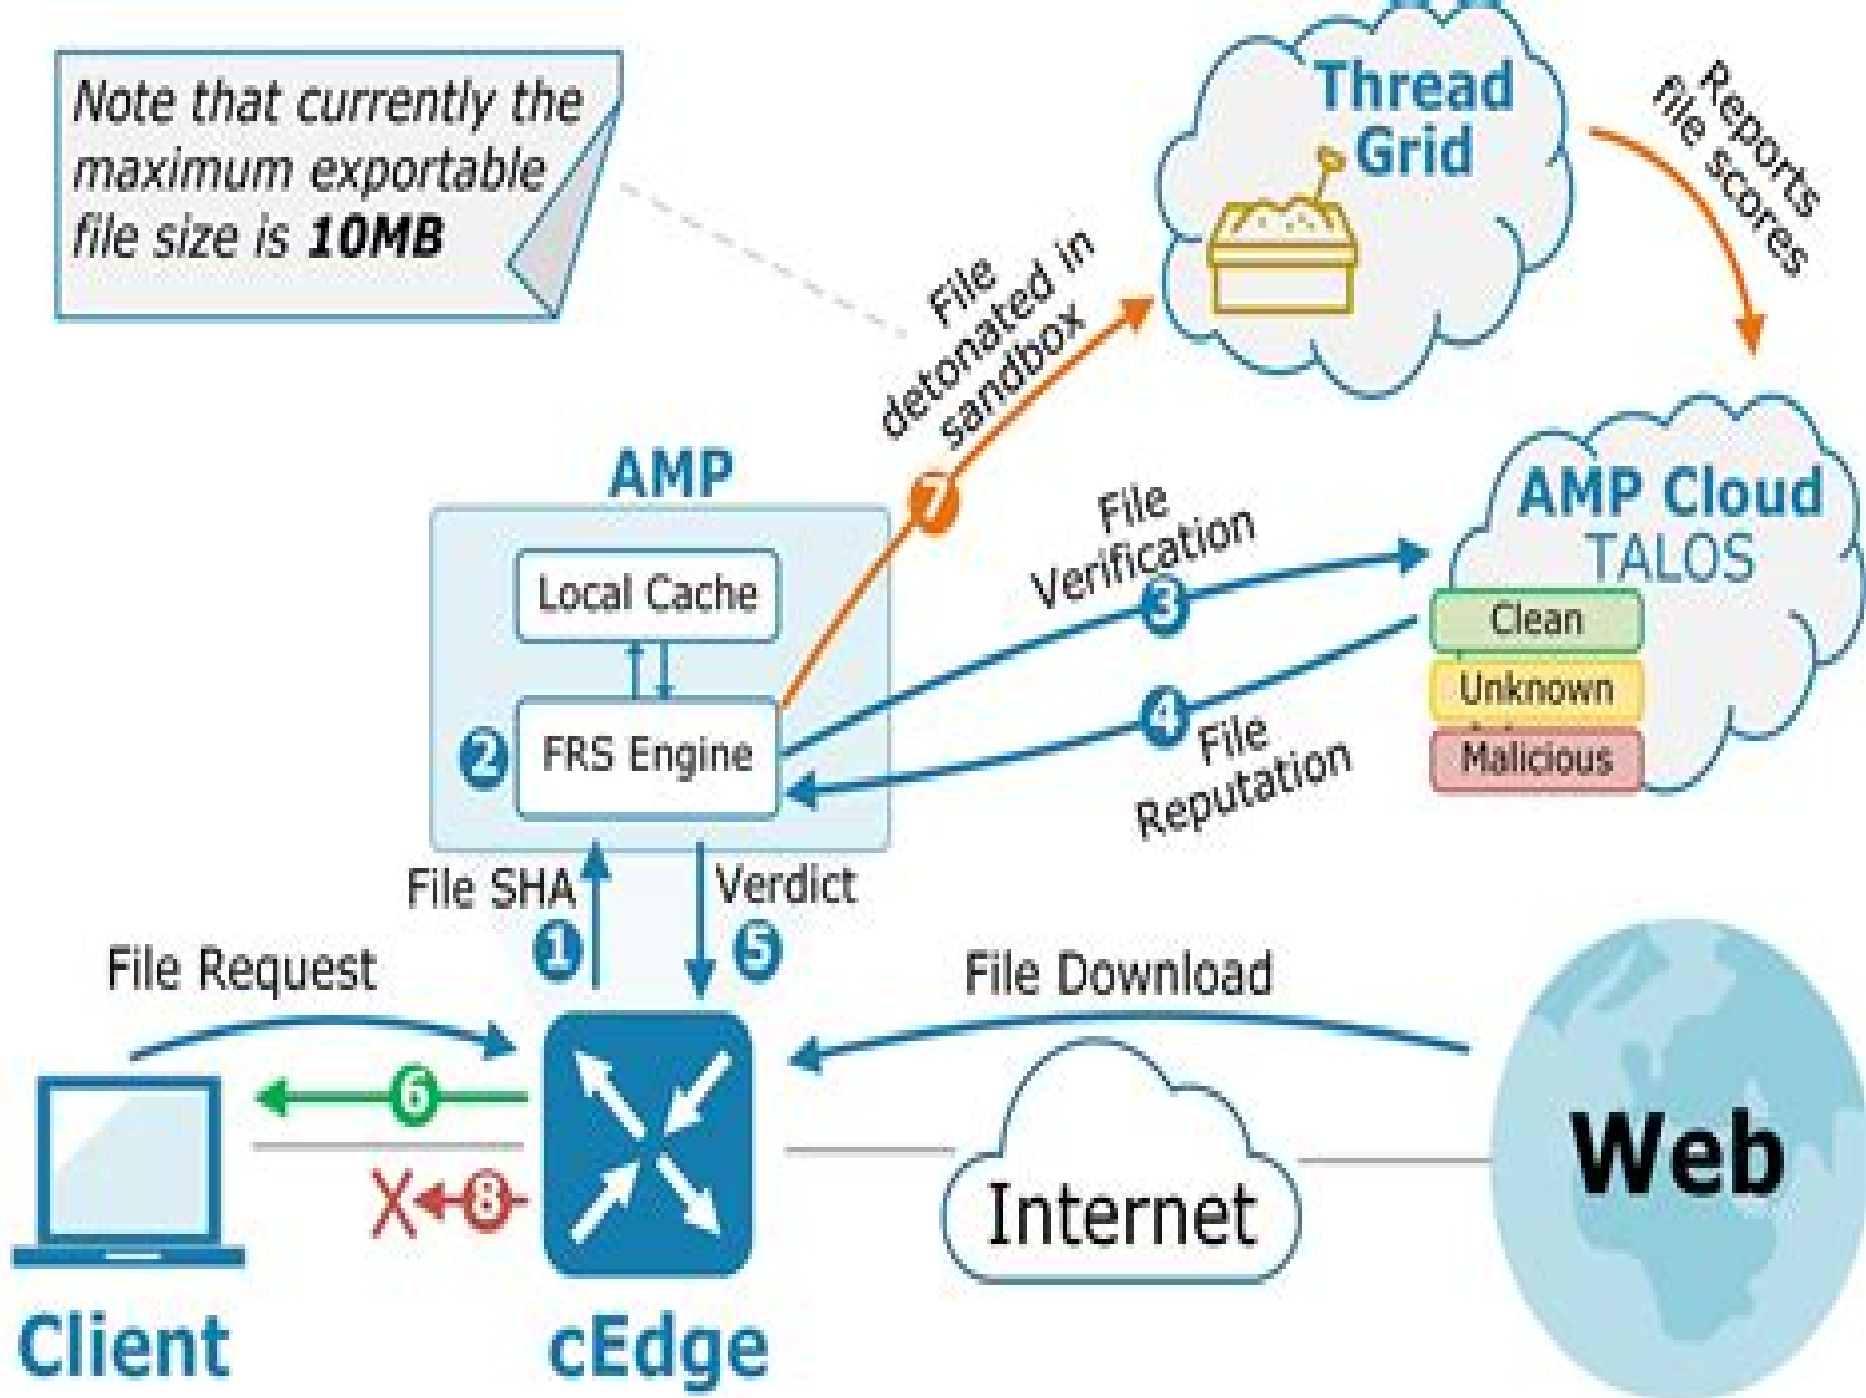 Note that currently the
maximum exportable
file size is 10MB
Thread
Grid
Reports
file scores
File
detonated in
sandbox
7
AMP
Local Cache
2
FRS Engine
File
Verification
3
AMP Cloud
TALOS
Clean
Unknown
Malicious
4
File
Reputation
File SHA
1
Verdict
5
File Request
File Download
6
X
8
Internet
Web
Client
cEdge